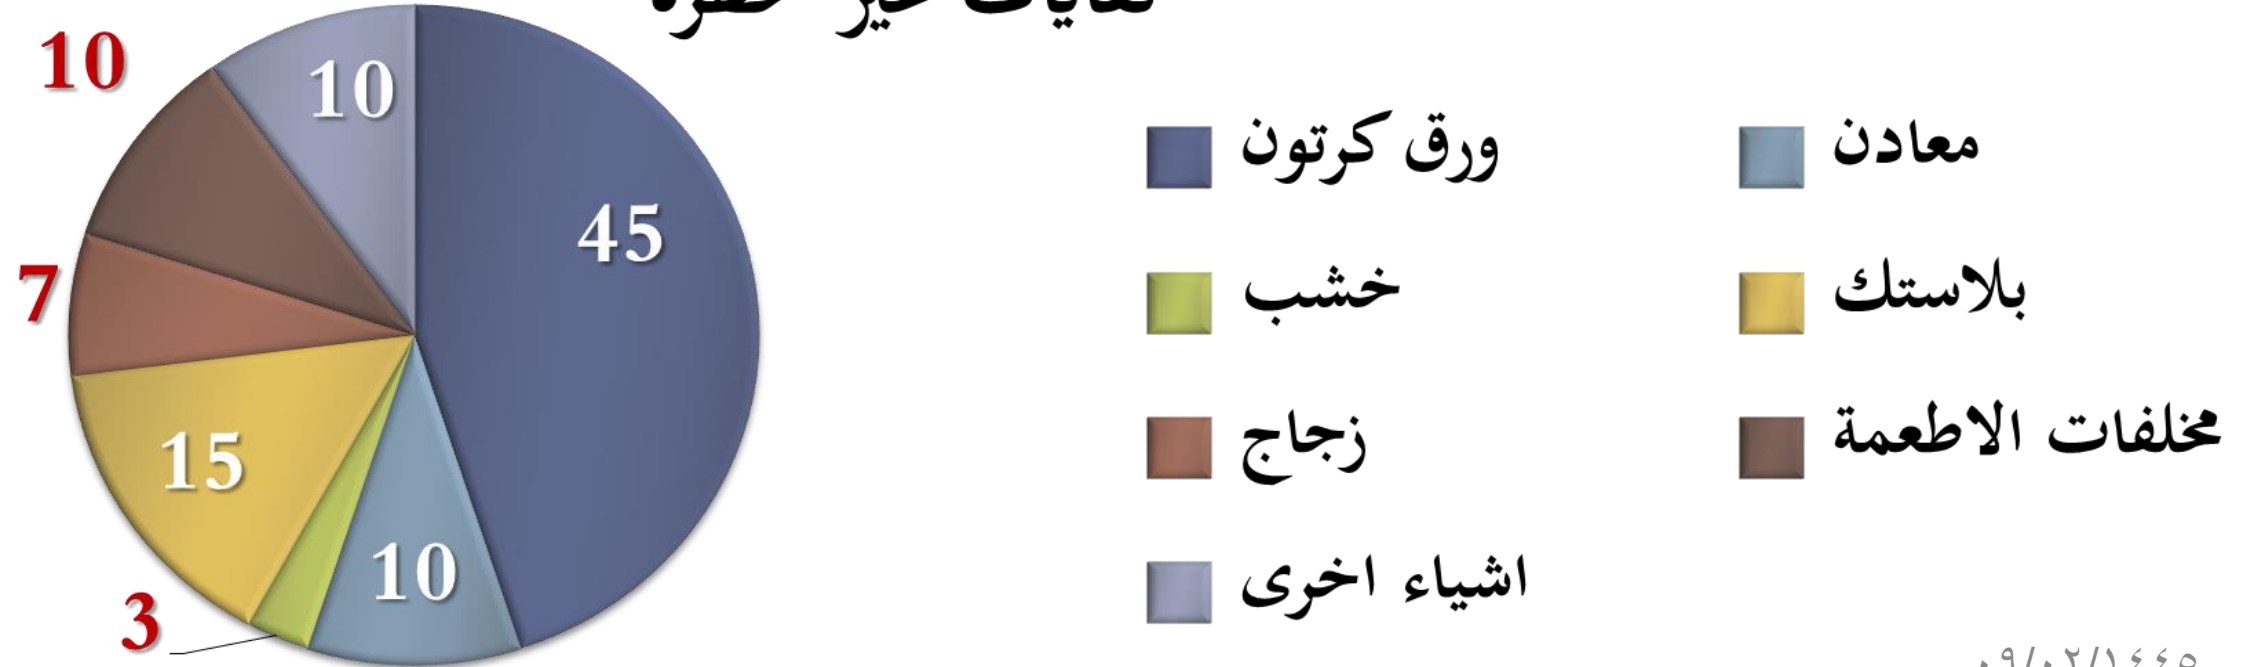 10
10
45
7
15
10
3
ورق كرتون
معادن
خشب
بلاستك
زجاج
مخلفات الاطعمة
اشياء اخرى